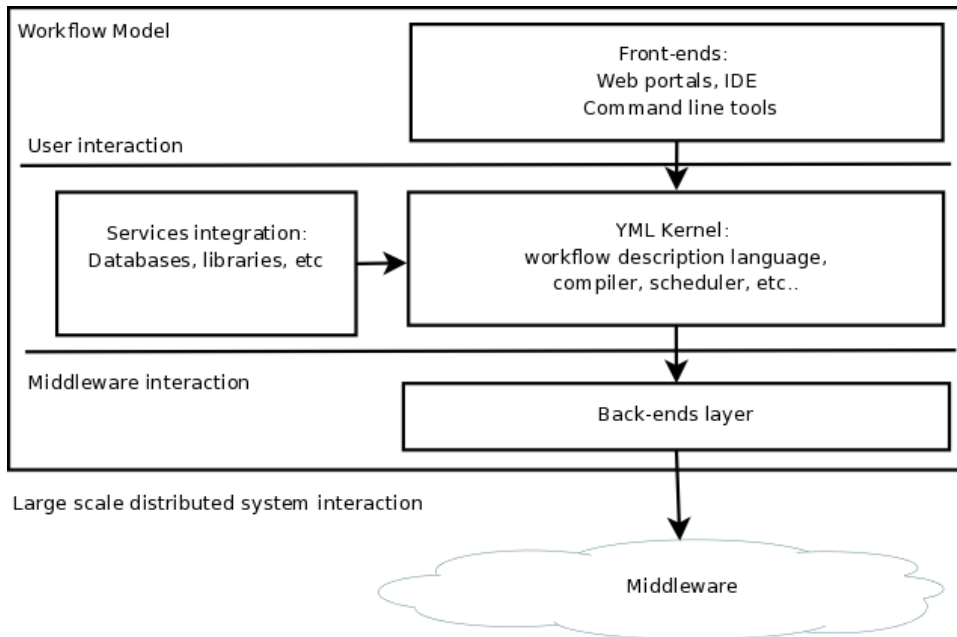 Workflow Model
Front-ends:
Web portals, IDE
Command line tools
User interaction
Services integration:
Databases, libraries, etc
YML Kernel:
workflow description language,
compiler, scheduler, etc..
Middleware interaction
Back-ends layer
Large scale distributed system interaction
Middleware